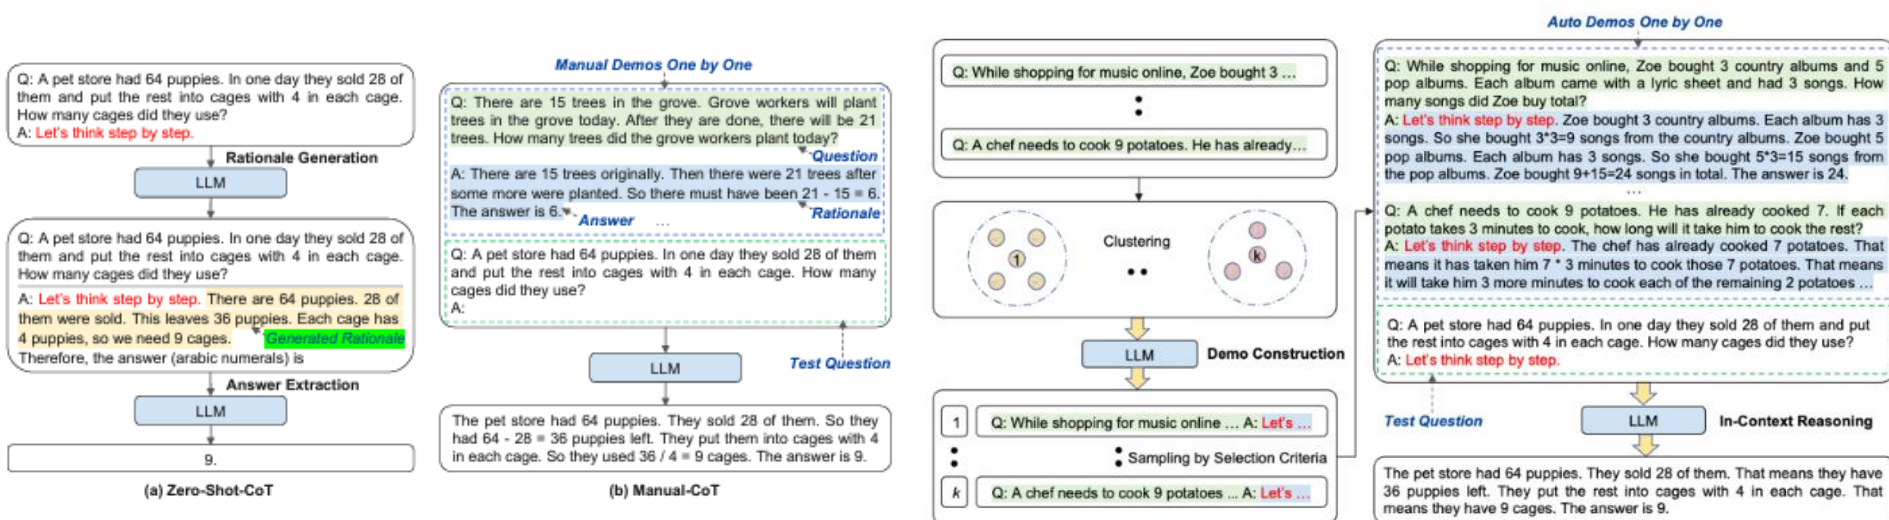 Q: A pet store had 64 puppies. In one day they sold 28 of
them and put the rest into cages with 4 in each cage.
How many cages did they use?
A: Let's think step by step.
Rationale Generation
LLM
Q: A pet store had 64 puppies. In one day they sold 28 of
them and put the rest into cages with 4 in each cage.
How many cages did they use?
A: Let's think step by step. There are 64 puppies. 28 of
them were sold. This leaves 36 puppies. Each cage has
4 puppies, so we need 9 cages.
Generated Rationale
Therefore, the answer (arabic numerals) is
Answer Extraction
LLM
9.
(a) Zero-Shot-CoT
Manual Demos One by One
Q: There are 15 trees in the grove. Grove workers will plant
trees in the grove today. After they are done, there will be 21
trees. How many trees did the grove workers plant today?
Question
A: There are 15 trees originally. Then there were 21 trees after
some more were planted. So there must have been 21 - 15 = 6.
The answer is 6.
Answer
...
Rationale
Q: A pet store had 64 puppies. In one day they sold 28 of them
and put the rest into cages with 4 in each cage. How many
cages did they use?
A:
LLM
Test Question
The pet store had 64 puppies. They sold 28 of them. So they
had 64 - 28 = 36 puppies left. They put them into cages with 4
in each cage. So they used 36 / 4 = 9 cages. The answer is 9.
(b) Manual-CoT
Q: While shopping for music online, Zoe bought 3 ...
Q: A chef needs to cook 9 potatoes. He has already...
1
Clustering
k
LLM
Demo Construction
1
Q: While shopping for music online ... A: Let's ...
Sampling by Selection Criteria
k
Q: A chef needs to cook 9 potatoes ... A: Let's ...
Auto Demos One by One
Q: While shopping for music online, Zoe bought 3 country albums and 5
pop albums. Each album came with a lyric sheet and had 3 songs. How
many songs did Zoe buy total?
A: Let's think step by step. Zoe bought 3 country albums. Each album has 3
songs. So she bought 3*3=9 songs from the country albums. Zoe bought 5
pop albums. Each album has 3 songs. So she bought 5*3=15 songs from
the pop albums. Zoe bought 9+15=24 songs in total. The answer is 24.
...
Q: A chef needs to cook 9 potatoes. He has already cooked 7. If each
potato takes 3 minutes to cook, how long will it take him to cook the rest?
A: Let's think step by step. The chef has already cooked 7 potatoes. That
means it has taken him 7 * 3 minutes to cook those 7 potatoes. That means
it will take him 3 more minutes to cook each of the remaining 2 potatoes ...
Q: A pet store had 64 puppies. In one day they sold 28 of them and put
the rest into cages with 4 in each cage. How many cages did they use?
A: Let's think step by step.
Test Question
LLM
In-Context Reasoning
The pet store had 64 puppies. They sold 28 of them. That means they have
36 puppies left. They put the rest into cages with 4 in each cage. That
means they have 9 cages. The answer is 9.